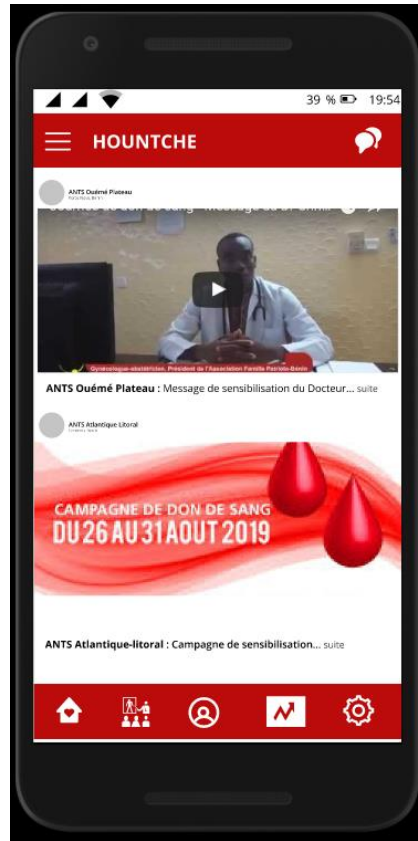 39 % 19:54
HOUNTCHE
ANTS Ouémé Plateau
Gynécologue-obstétricien, Président de l'Association Famille Patriote-Bénin
ANTS Ouémé Plateau : Message de sensibilisation du Docteur... suite
ANTS Atlantique Litoral
CAMPAGNE DE DON DE SANG
DU 26 AU 31 AOUT 2019
ANTS Atlantique-litoral : Campagne de sensibilisation... suite